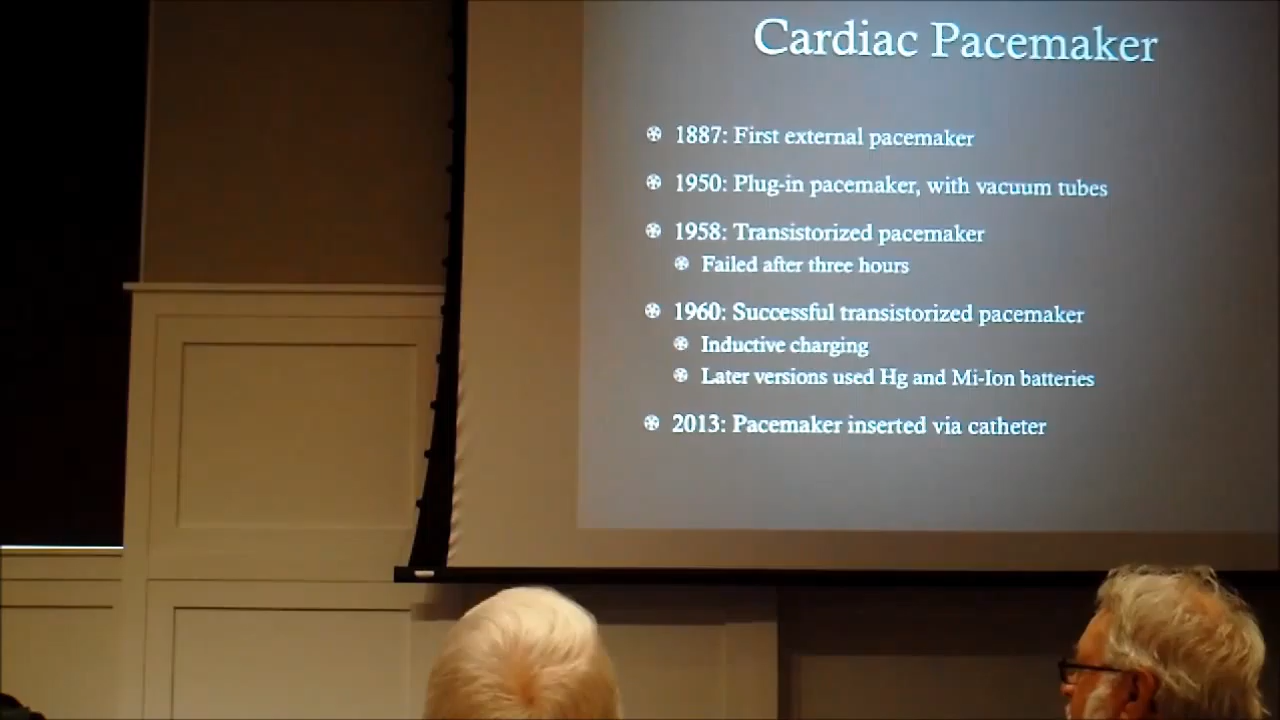 Cardiac Pacemaker
1887: First external pacemaker
1950: Plug-in pacemaker, with vacuum tubes
1958: Transistorized pacemaker
Failed after three hours
1960: Successful transistorized pacemaker
Inductive charging
Later versions used Hg and Mi-Ion batteries
2013: Pacemaker inserted via catheter